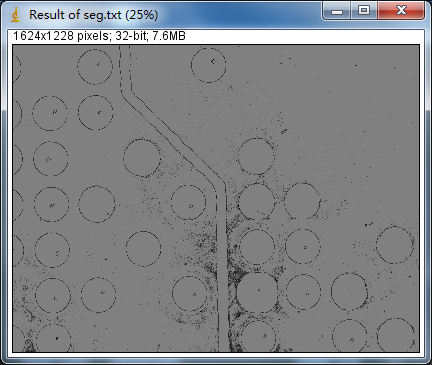 Result of seg.txt (25%)
1624x1228 pixels; 32-bit; 7.6MB